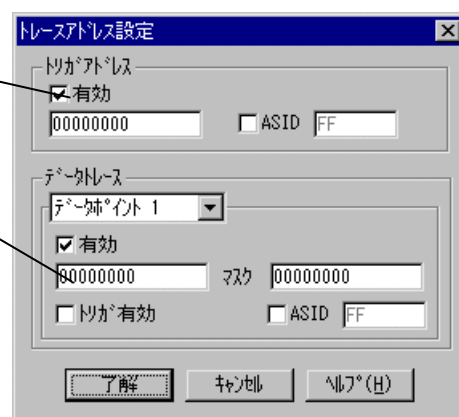 ﾄﾚｰｽｱﾄﾞﾚｽ設定
ﾄﾘｶﾞｱﾄﾞﾚｽ
有効
00000000 ASID FF
ﾃﾞｰﾀﾄﾚｰｽ
ﾃﾞｰﾀﾎﾟｲﾝﾄ 1
有効
00000000 ﾏｽｸ 00000000
ﾄﾘｶﾞ有効 ASID FF
了解 ｷｬﾝｾﾙ ﾍﾙﾌﾟ(H)